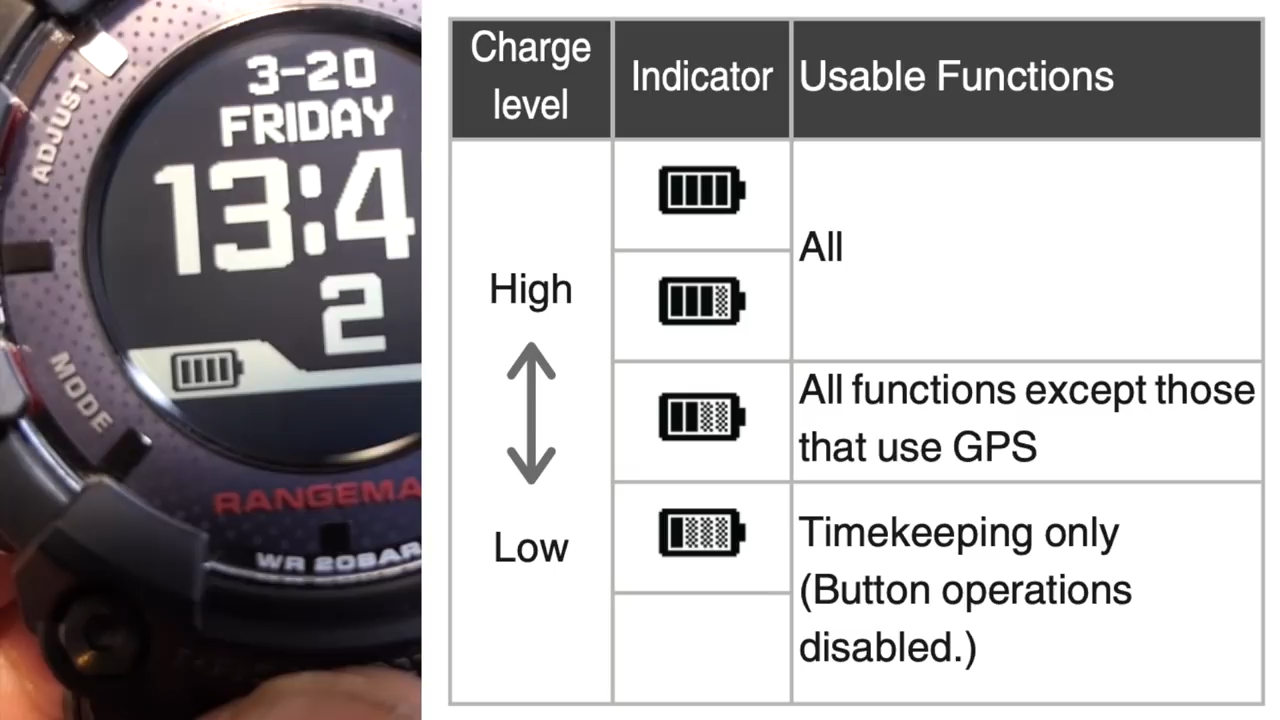 ADJUST
3-20
FRIDAY
13:4
2
MODE
RANGEMA
WR 20BAR
Charge
level
Indicator
Usable Functions
High
Low
All
All functions except those
that use GPS
Timekeeping only
(Button operations
disabled.)